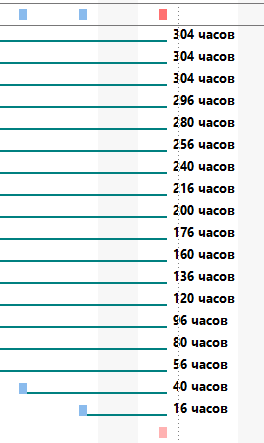 304 часов
304 часов
304 часов
296 часов
280 часов
256 часов
240 часов
216 часов
200 часов
176 часов
160 часов
136 часов
120 часов
96 часов
80 часов
56 часов
40 часов
16 часов